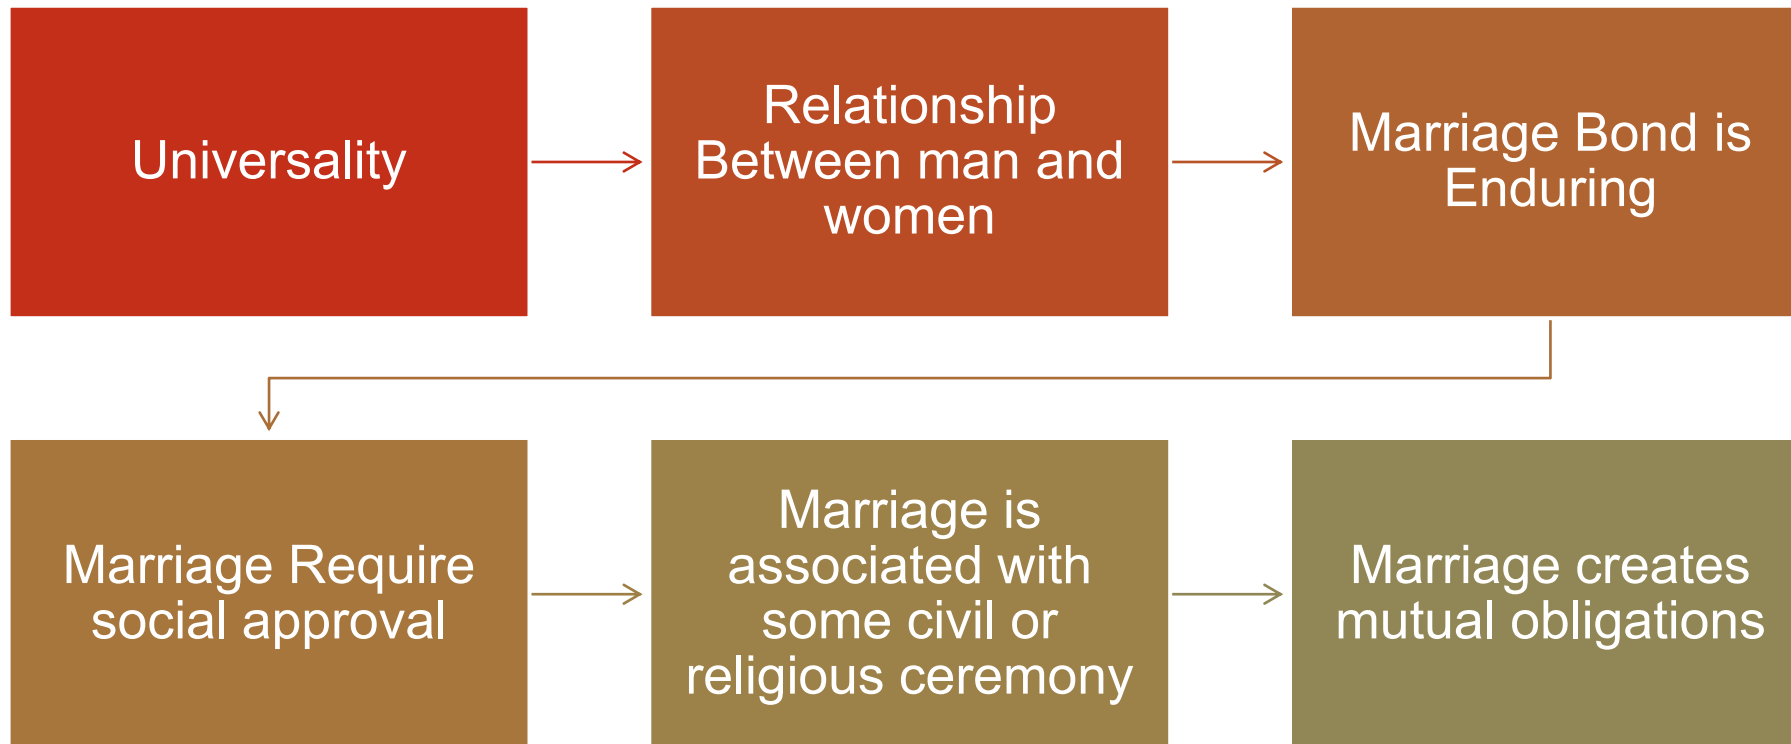 Universality
Relationship
Between man and
women
Marriage Bond is
Enduring
Marriage Require
social approval
Marriage is
associated with
some civil or
religious ceremony
Marriage creates
mutual obligations